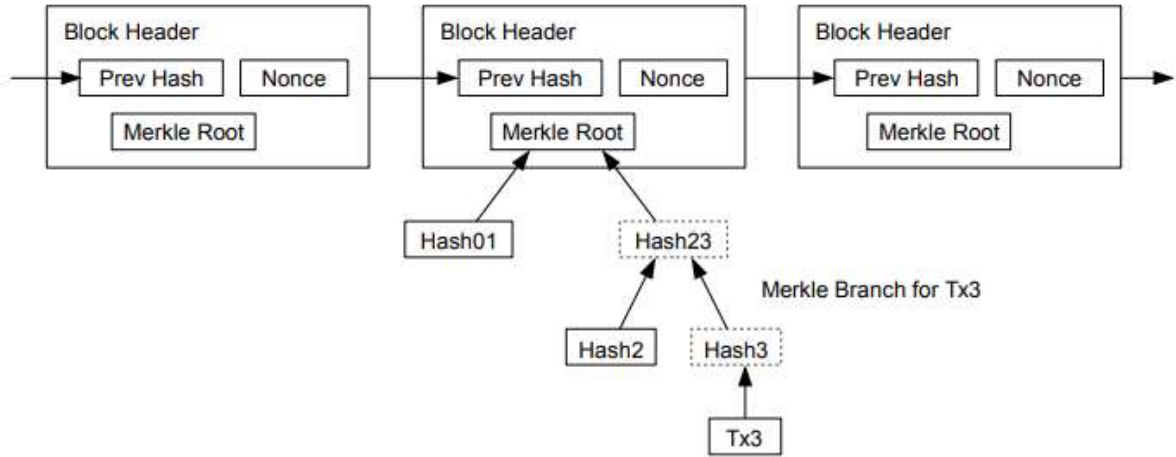 Block Header
Prev Hash
Nonce
Merkle Root
Block Header
Prev Hash
Nonce
Merkle Root
Block Header
Prev Hash
Nonce
Merkle Root
Hash01
Hash23
Merkle Branch for Tx3
Hash2
Hash3
Tx3